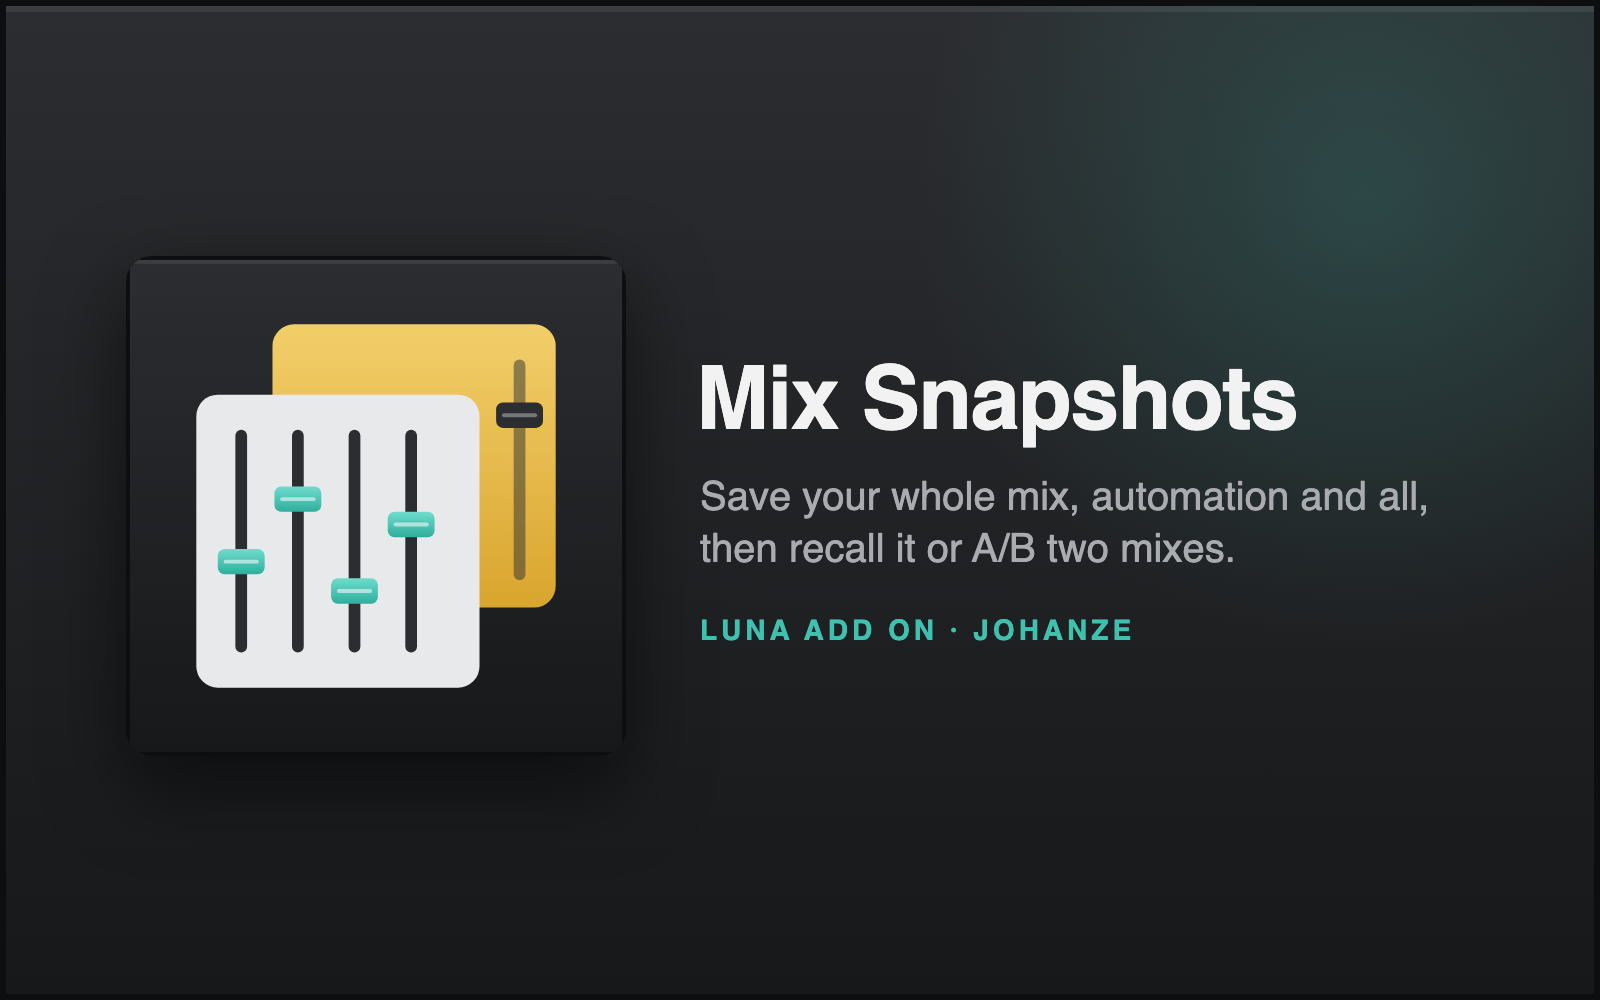 Mix Snapshots
Save your whole mix, automation and all,
then recall it or A/B two mixes.
LUNA ADD ON · JOHANZE